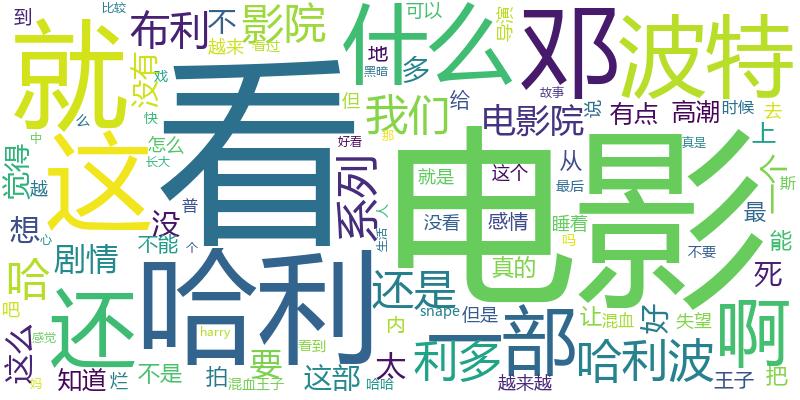 到
比较
布利
不
影院
什么
可以
导演
邓
波特
就
没有
越来
看过
地
多
戏
黑暗
但
看
我们
给
电影院
说
有点
高潮
时候
去
故事
么
快
中
好看
那
这
觉得
越
怎么
长大
系列
就是
这个
从
上
真是
一个
最后
斯
电影
想
心
没
普
个
人
生活
没看
感情
睡着
吗
最
能
不要
哈
剧情
不能
哈利
还是
真的
死
吧
还
harry
看到
snape
但是
内
让
混血
好
失望
啊
这么
感觉
妈
知道
烂
不是
拍
混血王子
要
这部
哈哈
太
利多
一部
越来越
哈利波
王子
把